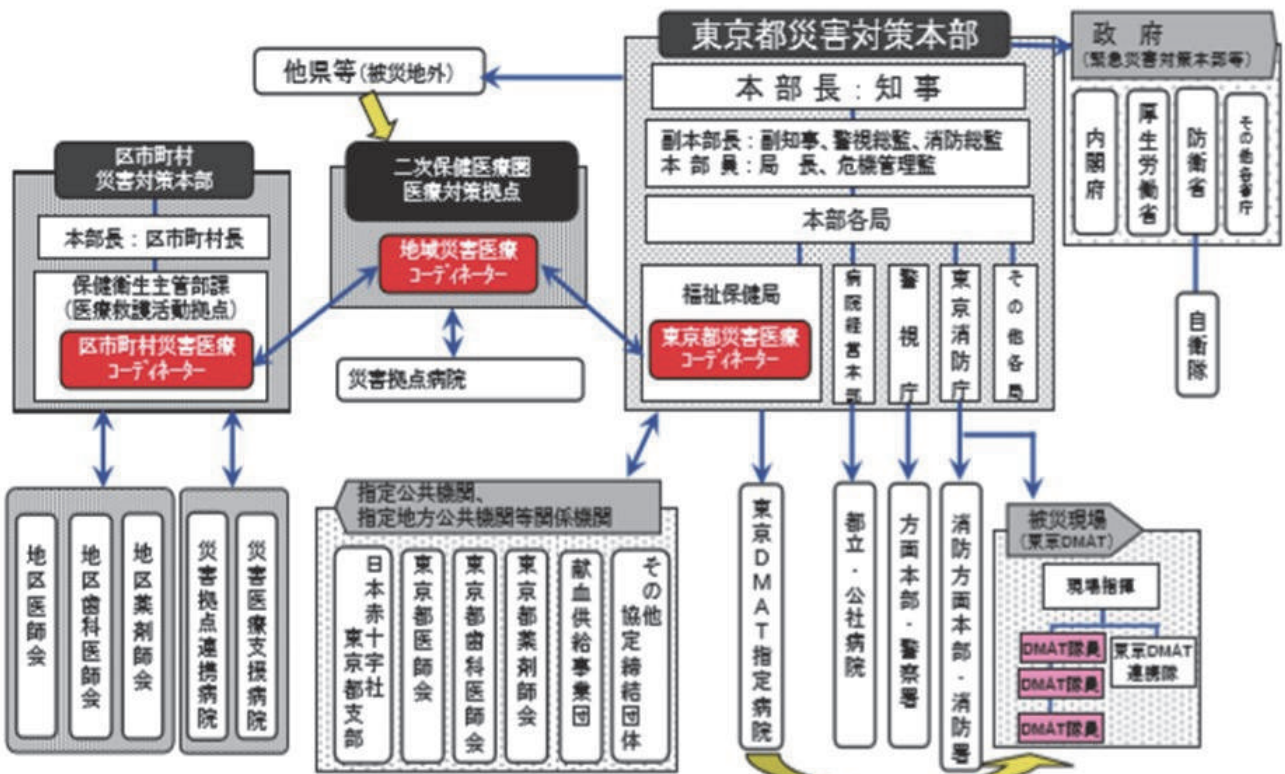 東京都災害対策本部
本部長：知事
副本部長：副知事、警視総監、消防総監
本部員：局　長、危機管理監
本部各局
福祉保健局
東京都災害医療
コーディネーター
病院経営本部
警視庁
東京消防庁
その他各局
政　府
（緊急災害対策本部等）
内閣府
厚生労働省
防衛省
その他各省庁
自衛隊
他県等（被災地外）
二次保健医療圏
医療対策拠点
地域災害医療
コーディネーター
災害拠点病院
区市町村
災害対策本部
本部長：区市町村長
保健衛生主管部課
（医療救護活動拠点）
区市町村災害医療
コーディネーター
地区医師会
地区歯科医師会
地区薬剤師会
災害拠点連携病院
災害医療支援病院
指定公共機関、
指定地方公共機関等関係機関
日本赤十字社
東京都支部
東京都医師会
東京都歯科医師会
東京都薬剤師会
献血供給事業団
その他
協定締結団体
東京DMAT指定病院
都立・公社病院
方面本部・警察署
消防方面本部・消防署
被災現場
（東京DMAT）
現場指揮
DMAT隊員
DMAT隊員
DMAT隊員
東京DMAT
連携隊